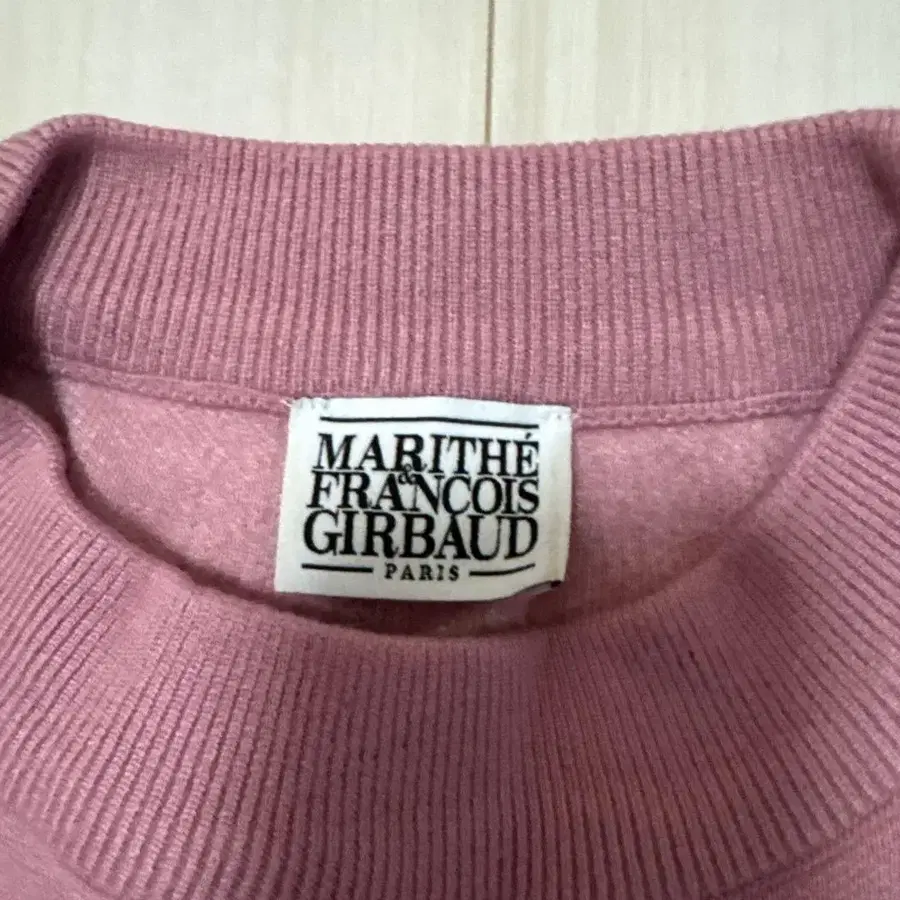 MARITHÉ
&
FRANCOIS
GIRBAUD
PARIS